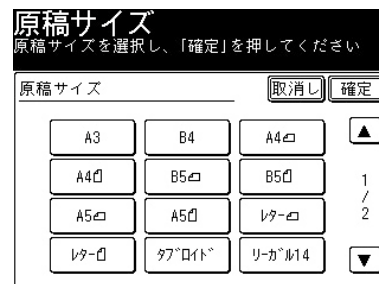 原稿サイズ
原稿サイズを選択し、「確定」を押してください
原稿サイズ 取消し 確定
A3 B4 A4
A4 B5 B5
A5 A5 ﾚﾀｰ
ﾚﾀｰ ﾀﾌﾞﾛｲﾄﾞ ﾘｰｶﾞﾙ14
1
/
2